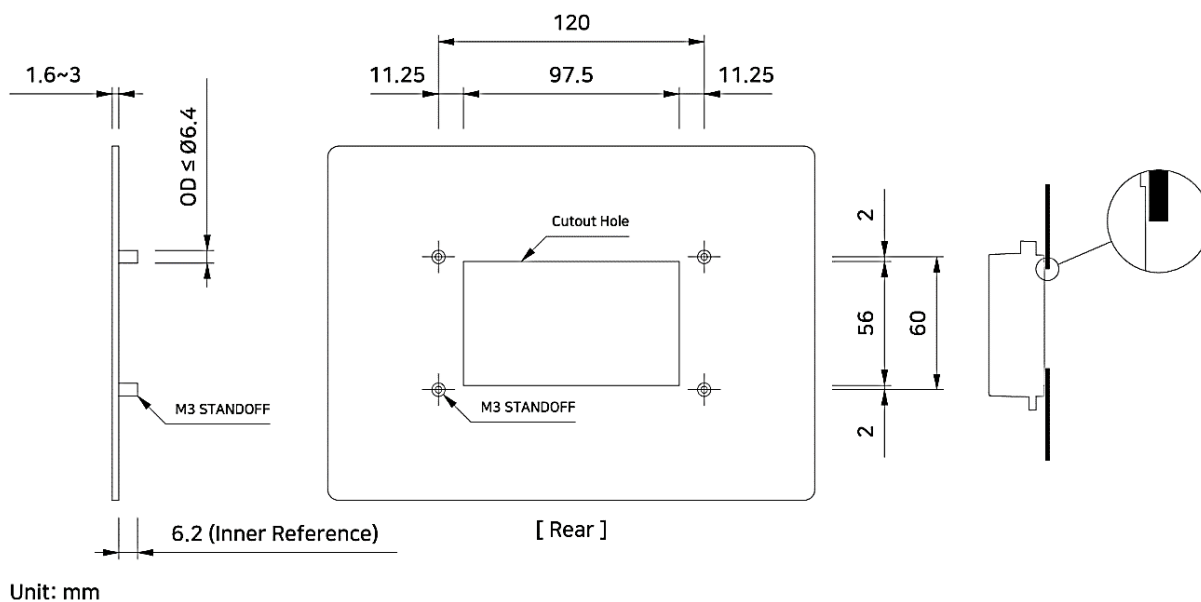 120
1.6~3
11.25
97.5
11.25
OD ≤ Ø6.4
Cutout Hole
2
56
60
2
M3 STANDOFF
M3 STANDOFF
6.2 (Inner Reference)
[ Rear ]
Unit: mm